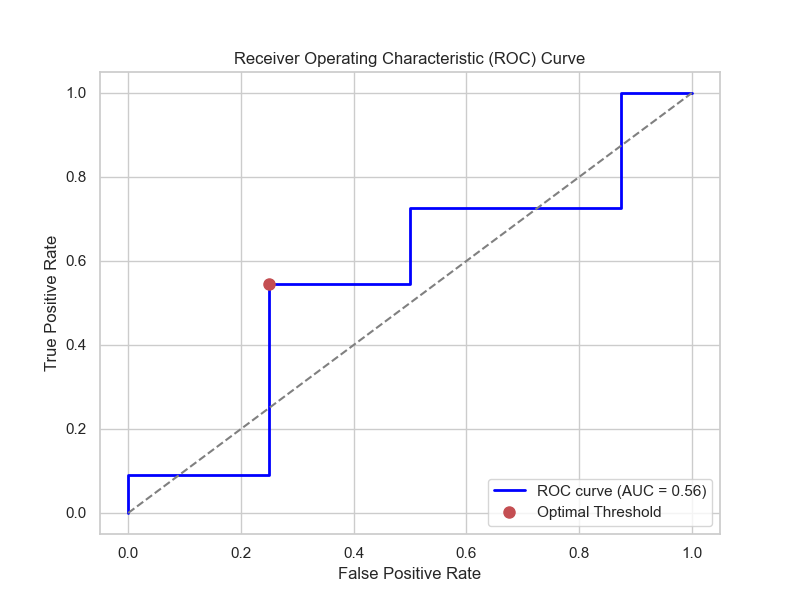 Receiver Operating Characteristic (ROC) Curve
True Positive Rate
1.0
0.8
0.6
0.4
0.2
0.0
ROC curve (AUC = 0.56)
Optimal Threshold
0.0 0.2 0.4 0.6 0.8 1.0
False Positive Rate